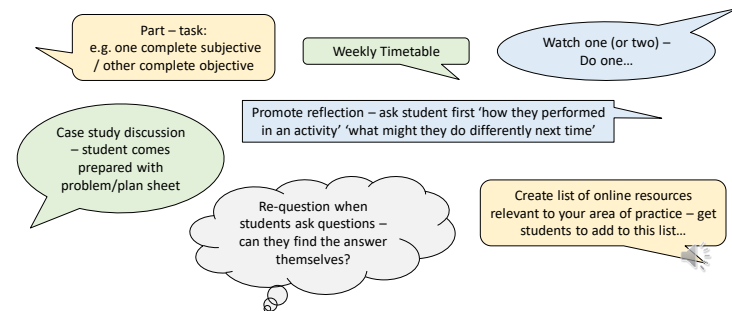 Part – task:
e.g. one complete subjective
/ other complete objective
Weekly Timetable
Watch one (or two) –
Do one…
Promote reflection – ask student first ‘how they performed
in an activity’ ‘what might they do differently next time’
Case study discussion
– student comes
prepared with
problem/plan sheet
Re-question when
students ask questions –
can they find the answer
themselves?
Create list of online resources
relevant to your area of practice – get
students to add to this list…